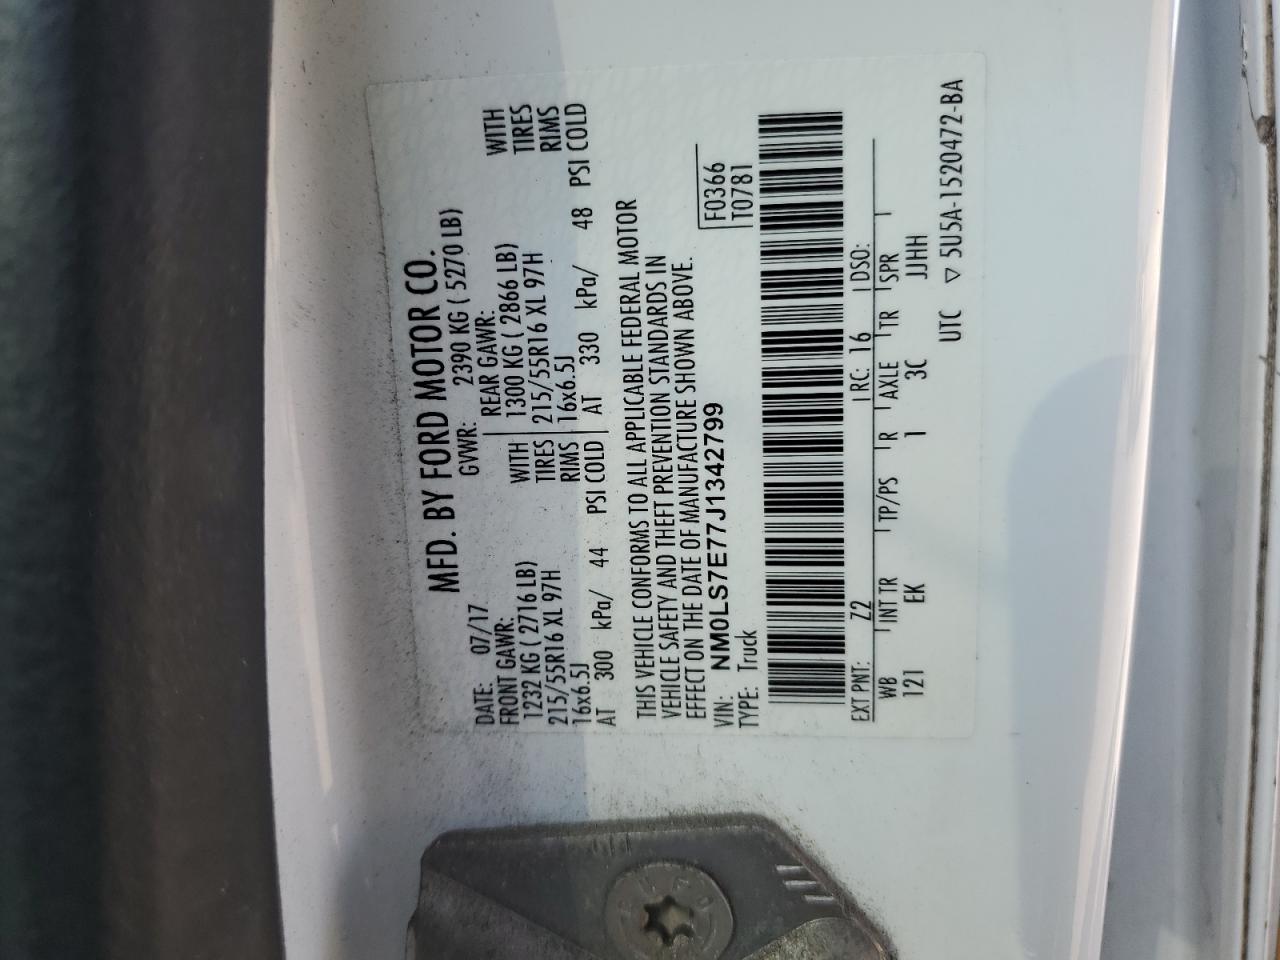 MFD. BY FORD MOTOR CO.
DATE: 07/17 GVWR: 2390 KG ( 5270 LB)
FRONT GAWR: REAR GAWR:
1232 KG ( 2716 LB) WITH 1300 KG ( 2866 LB) WITH
215/55R16 XL 97H TIRES 215/55R16 XL 97H TIRES
16x6.5J RIMS 16x6.5J RIMS
AT 300 kPa/ 44 PSI COLD AT 330 kPa/ 48 PSI COLD
THIS VEHICLE CONFORMS TO ALL APPLICABLE FEDERAL MOTOR
VEHICLE SAFETY AND THEFT PREVENTION STANDARDS IN
EFFECT ON THE DATE OF MANUFACTURE SHOWN ABOVE.
VIN: NM0LS7E77J1342799 F0366
TYPE: Truck T0781
EXT PNT: Z2 RC: 16 DSO:
WB INT TR TP/PS R AXLE TR SPR
121 EK 1 3C JJHH
UTC ▽ 5U5A-1520472-BA